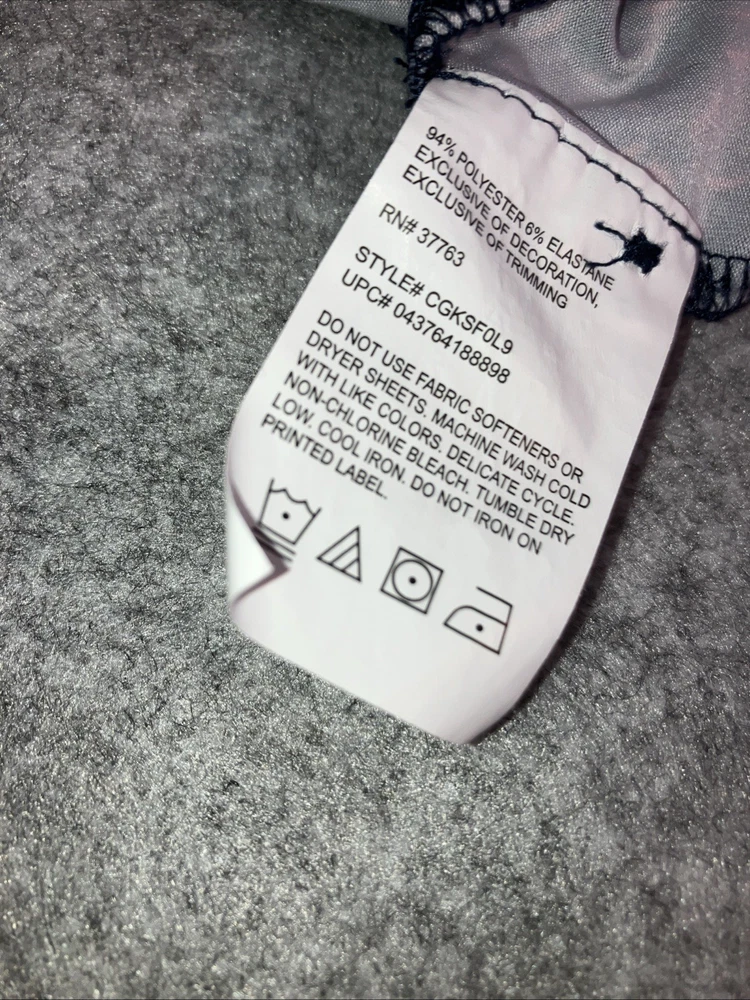 94% POLYESTER 6% ELASTANE
EXCLUSIVE OF DECORATION,
EXCLUSIVE OF TRIMMING
RN# 37763
STYLE# CGKSF0L9
UPC# 043764188898
DO NOT USE FABRIC SOFTENERS OR
DRYER SHEETS. MACHINE WASH COLD
WITH LIKE COLORS. DELICATE CYCLE.
NON-CHLORINE BLEACH. TUMBLE DRY
LOW. COOL IRON. DO NOT IRON ON
PRINTED LABEL.